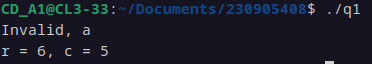 CD_A1@CL3-33:~/Documents/230905408$ ./q1
Invalid, a
r = 6, c = 5